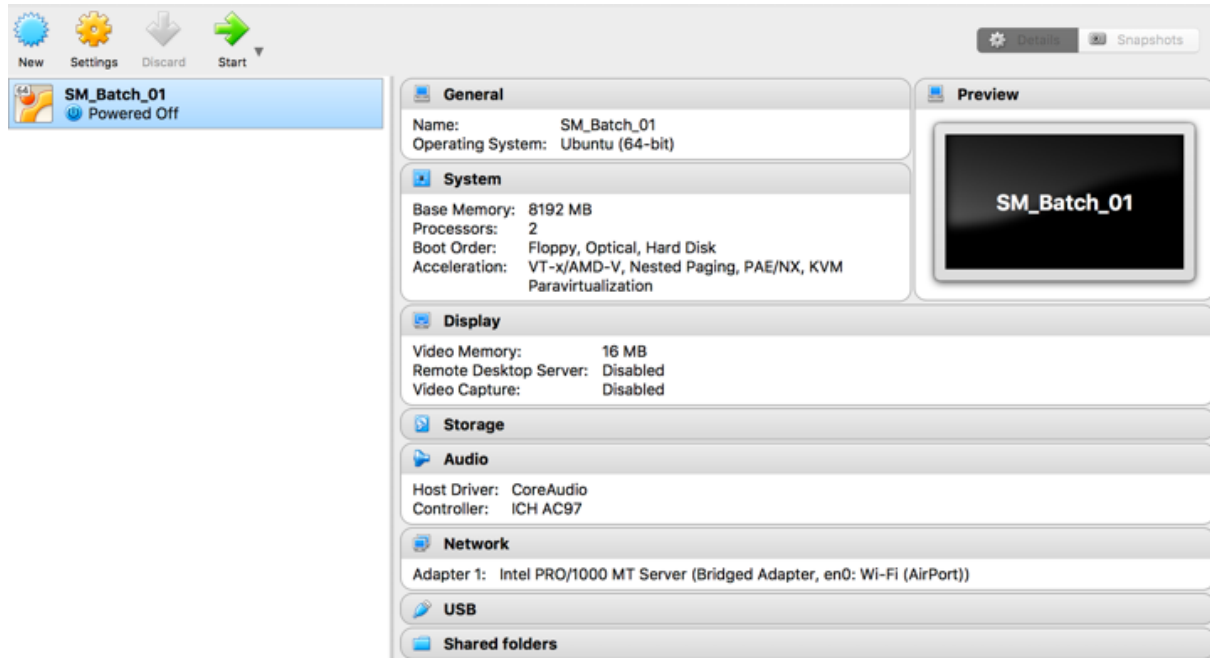 New Settings Discard Start
Details Snapshots
64
SM_Batch_01
Powered Off
General
Name: SM_Batch_01
Operating System: Ubuntu (64-bit)
System
Base Memory: 8192 MB
Processors: 2
Boot Order: Floppy, Optical, Hard Disk
Acceleration: VT-x/AMD-V, Nested Paging, PAE/NX, KVM
Paravirtualization
Preview
SM_Batch_01
Display
Video Memory: 16 MB
Remote Desktop Server: Disabled
Video Capture: Disabled
Storage
Audio
Host Driver: CoreAudio
Controller: ICH AC97
Network
Adapter 1: Intel PRO/1000 MT Server (Bridged Adapter, en0: Wi-Fi (AirPort))
USB
Shared folders